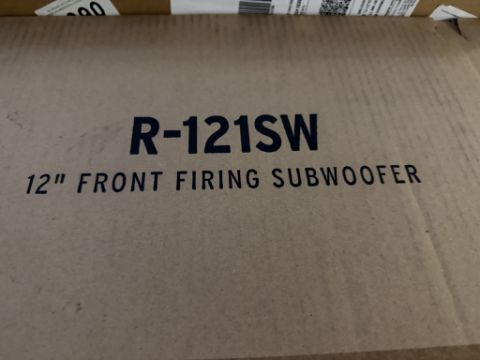 R-121SW
12" FRONT FIRING SUBWOOFER